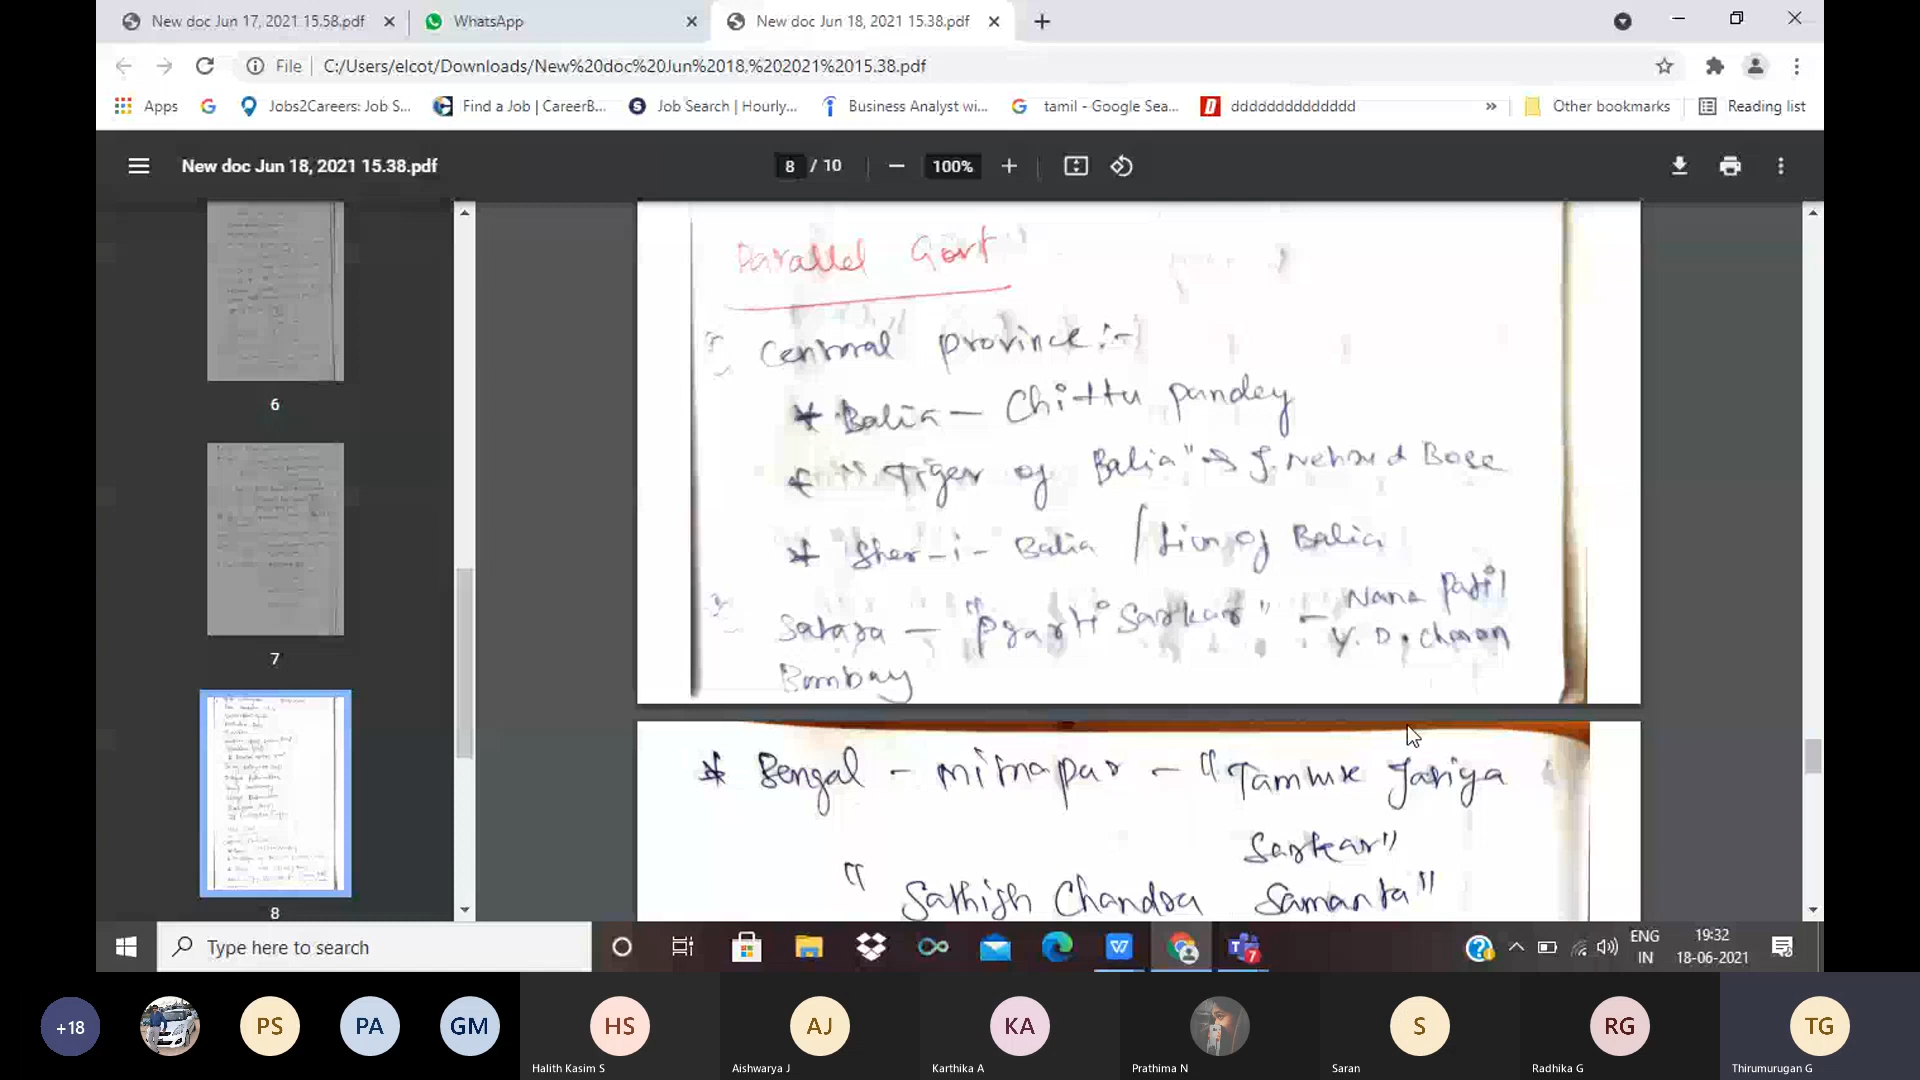 New doc Jun 17, 2021 15.58.pdf
WhatsApp
New doc Jun 18, 2021 15.38.pdf
File
C:/Users/elcot/Downloads/New%20doc%20Jun%2018,%202021%2015.38.pdf
Apps
Jobs2Careers: Job S...
Find a Job | CareerB...
Job Search | Hourly,...
Business Analyst wi...
tamil - Google Sea...
dddddddddddddd
»
Other bookmarks
Reading list
New doc Jun 18, 2021 15.38.pdf
8 / 10
100%
6
7
8
Parallel Govt
Central province:-
* Balia - Chittu pandey
* "Tiger of Balia" → J. Nehru & Bose
* Sher-i- Balia / Lion of Balia
Satara - "Prarti Sarkar" - Nana Patil
Y. D. Chavan
Bombay
* Bengal - Mitnapur - "Tamluk Jatiya
Sarkar"
" Sathish Chandra Samanta"
Type here to search
7
ENG
IN
19:32
18-06-2021
+18
PS
PA
GM
HS
AJ
KA
S
RG
TG
Halith Kasim S
Aishwarya J
Karthika A
Prathima N
Saran
Radhika G
Thirumurugan G